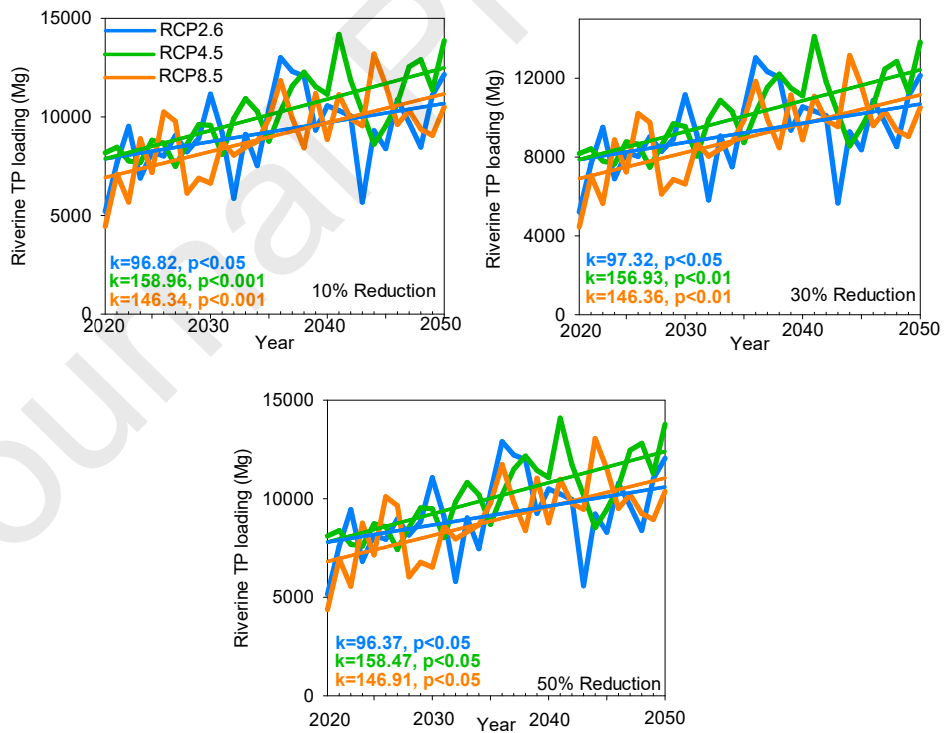 15000
10000
5000
0
Riverine TP loading (Mg)
RCP2.6
RCP4.5
RCP8.5
k=96.82, p<0.05
k=158.96, p<0.001
k=146.34, p<0.001
10% Reduction
2020 2030 2040 2050
Year
12000
8000
4000
0
Riverine TP loading (Mg)
k=97.32, p<0.05
k=156.93, p<0.01
k=146.36, p<0.01
30% Reduction
2020 2030 2040 2050
Year
15000
10000
5000
0
Riverine TP loading (Mg)
k=96.37, p<0.05
k=158.47, p<0.05
k=146.91, p<0.05
50% Reduction
2020 2030 2040 2050
Year